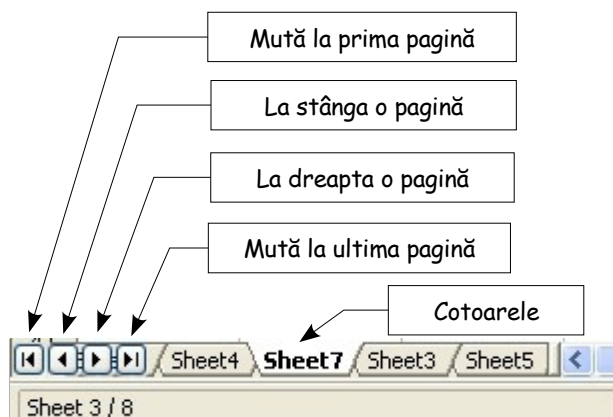 Mută la prima pagină
La stânga o pagină
La dreapta o pagină
Mută la ultima pagină
Cotoarele
Sheet4 Sheet7 Sheet3 Sheet5
Sheet 3 / 8